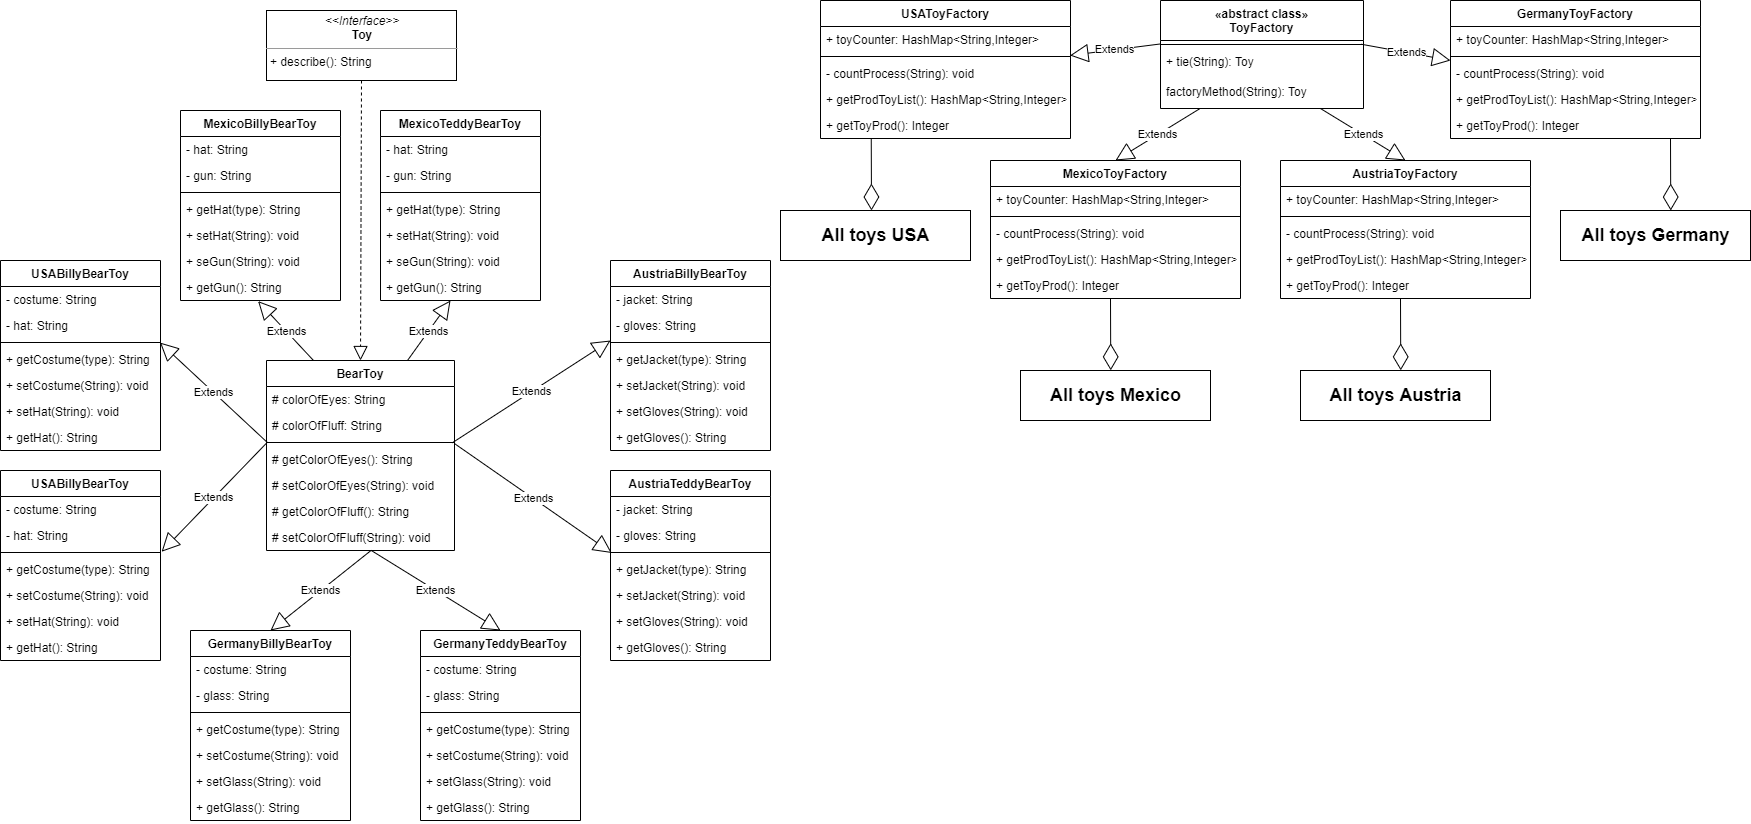 <<Interface>>
Toy
+ describe(): String
MexicoBillyBearToy
- hat: String
- gun: String
+ getHat(type): String
+ setHat(String): void
+ seGun(String): void
+ getGun(): String
MexicoTeddyBearToy
- hat: String
- gun: String
+ getHat(type): String
+ setHat(String): void
+ seGun(String): void
+ getGun(): String
Extends
Extends
USABillyBearToy
- costume: String
- hat: String
+ getCostume(type): String
+ setCostume(String): void
+ setHat(String): void
+ getHat(): String
Extends
BearToy
# colorOfEyes: String
# colorOfFluff: String
# getColorOfEyes(): String
# setColorOfEyes(String): void
# getColorOfFluff(): String
# setColorOfFluff(String): void
Extends
AustriaBillyBearToy
- jacket: String
- gloves: String
+ getJacket(type): String
+ setJacket(String): void
+ setGloves(String): void
+ getGloves(): String
USABillyBearToy
- costume: String
- hat: String
+ getCostume(type): String
+ setCostume(String): void
+ setHat(String): void
+ getHat(): String
Extends
Extends
AustriaTeddyBearToy
- jacket: String
- gloves: String
+ getJacket(type): String
+ setJacket(String): void
+ setGloves(String): void
+ getGloves(): String
Extends
Extends
GermanyBillyBearToy
- costume: String
- glass: String
+ getCostume(type): String
+ setCostume(String): void
+ setGlass(String): void
+ getGlass(): String
GermanyTeddyBearToy
- costume: String
- glass: String
+ getCostume(type): String
+ setCostume(String): void
+ setGlass(String): void
+ getGlass(): String
USAToyFactory
+ toyCounter: HashMap<String,Integer>
- countProcess(String): void
+ getProdToyList(): HashMap<String,Integer>
+ getToyProd(): Integer
Extends
«abstract class»
ToyFactory
+ tie(String): Toy
factoryMethod(String): Toy
Extends
GermanyToyFactory
+ toyCounter: HashMap<String,Integer>
- countProcess(String): void
+ getProdToyList(): HashMap<String,Integer>
+ getToyProd(): Integer
Extends
Extends
MexicoToyFactory
+ toyCounter: HashMap<String,Integer>
- countProcess(String): void
+ getProdToyList(): HashMap<String,Integer>
+ getToyProd(): Integer
AustriaToyFactory
+ toyCounter: HashMap<String,Integer>
- countProcess(String): void
+ getProdToyList(): HashMap<String,Integer>
+ getToyProd(): Integer
All toys USA
All toys Germany
All toys Mexico
All toys Austria